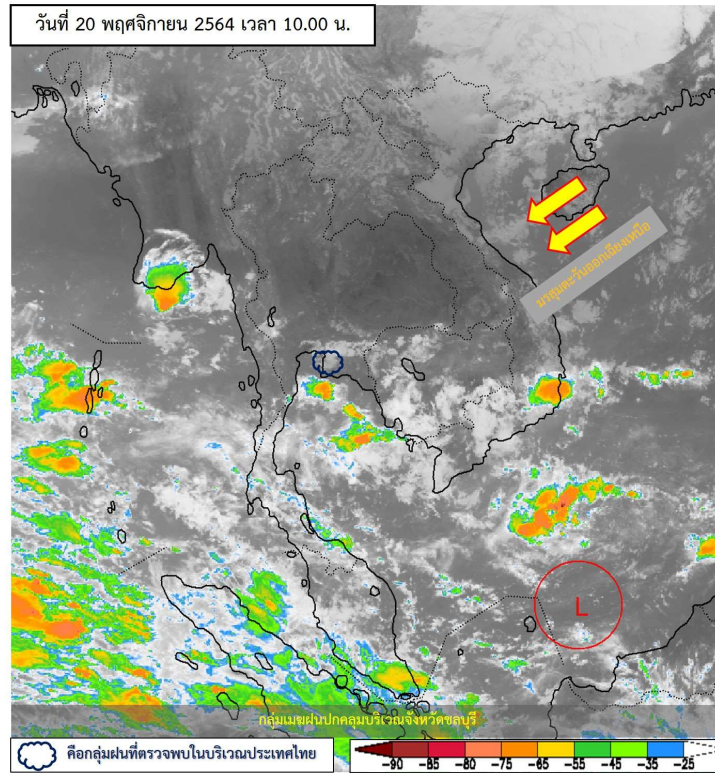 วันที่ 20 พฤศจิกายน 2564 เวลา 10.00 น.
มรสุมตะวันออกเฉียงเหนือ
L
กลุ่มเมฆฝนปกคลุมบริเวณจังหวัดชลบุรี
คือกลุ่มฝนที่ตรวจพบในบริเวณประเทศไทย
-90 -85 -80 -75 -65 -55 -45 -35 -25